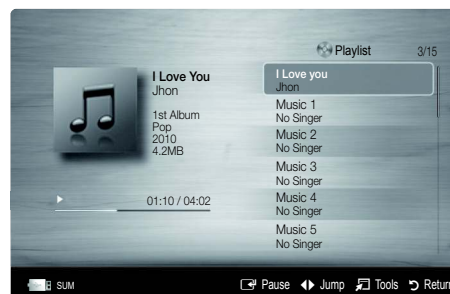 Playlist 3/15
I Love You
Jhon
1st Album
Pop
2010
4.2MB
01:10 / 04:02
I Love you
Jhon
Music 1
No Singer
Music 2
No Singer
Music 3
No Singer
Music 4
No Singer
Music 5
No Singer
SUM Pause Jump Tools Return